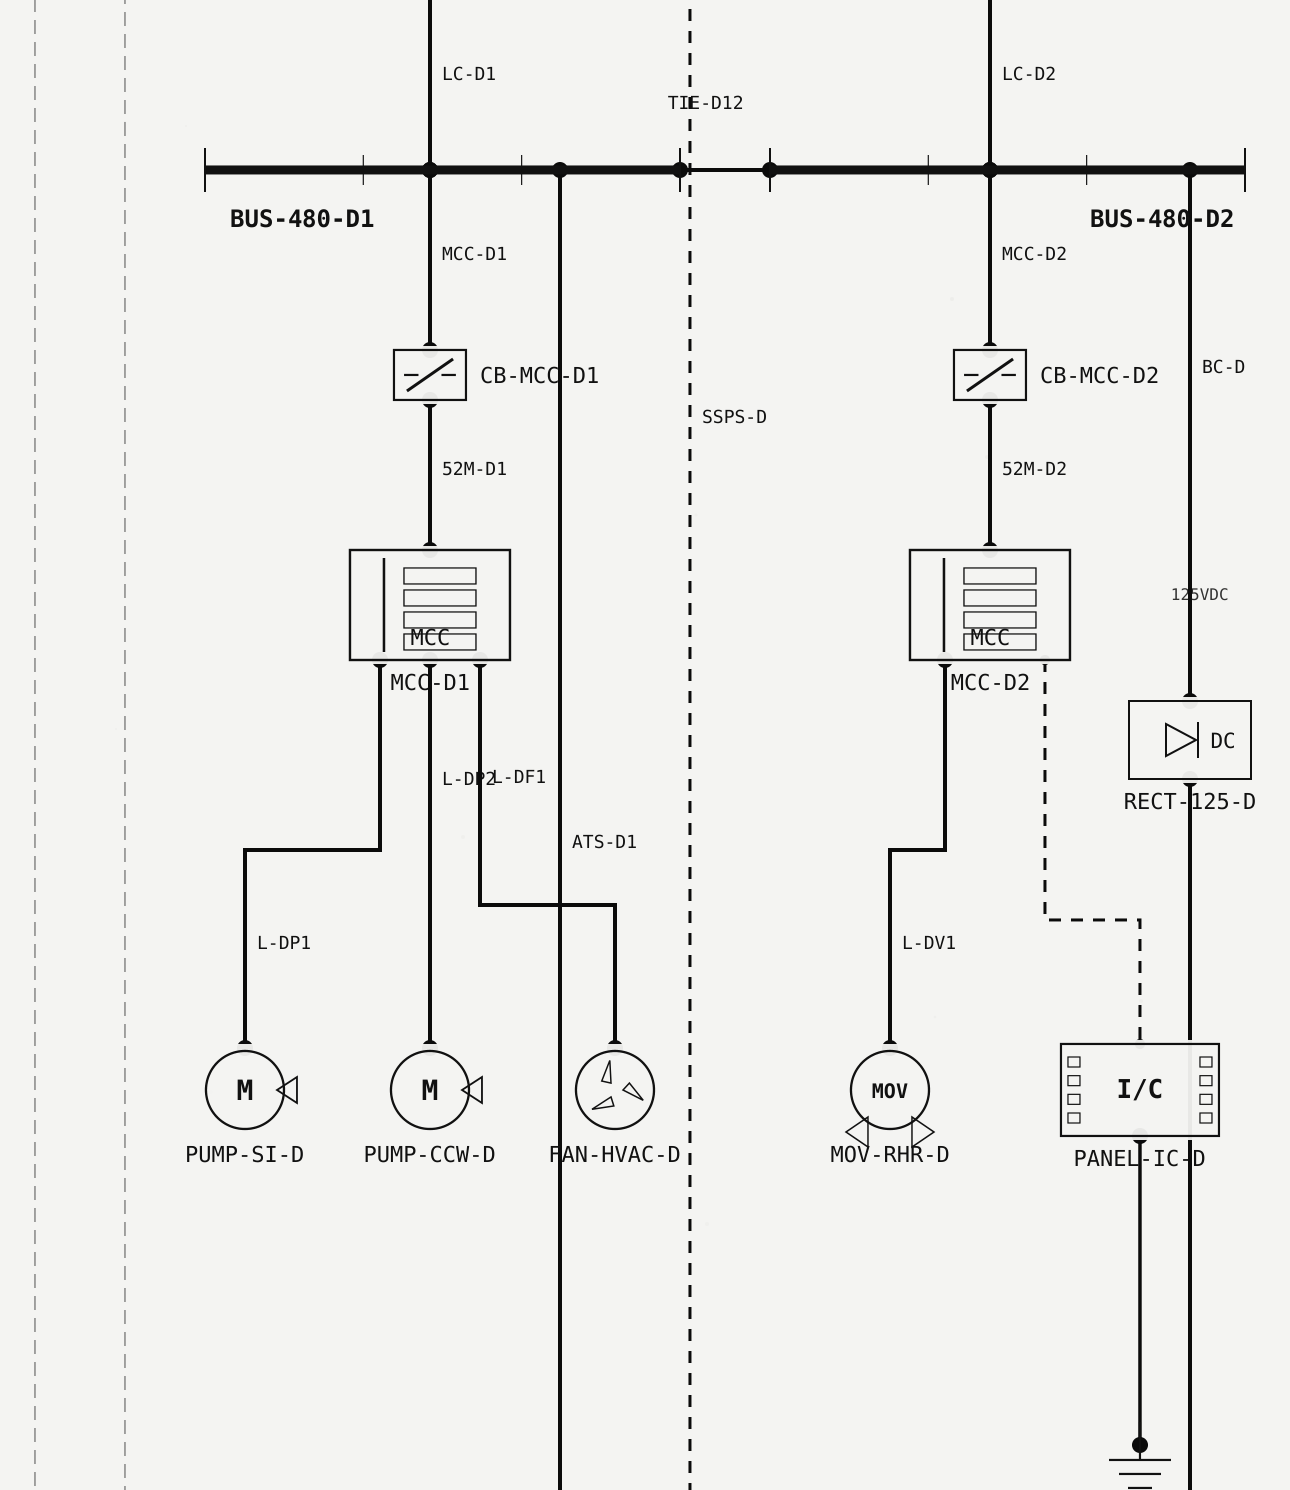 LC-D1
LC-D2
TIE-D12
BUS-480-D1
BUS-480-D2
MCC-D1
MCC-D2
CB-MCC-D1
CB-MCC-D2
BC-D
SSPS-D
52M-D1
52M-D2
125VDC
MCC
MCC
MCC-D1
MCC-D2
DC
RECT-125-D
L-DP2
L-DF1
ATS-D1
L-DP1
L-DV1
M
M
MOV
I/C
PUMP-SI-D
PUMP-CCW-D
FAN-HVAC-D
MOV-RHR-D
PANEL-IC-D